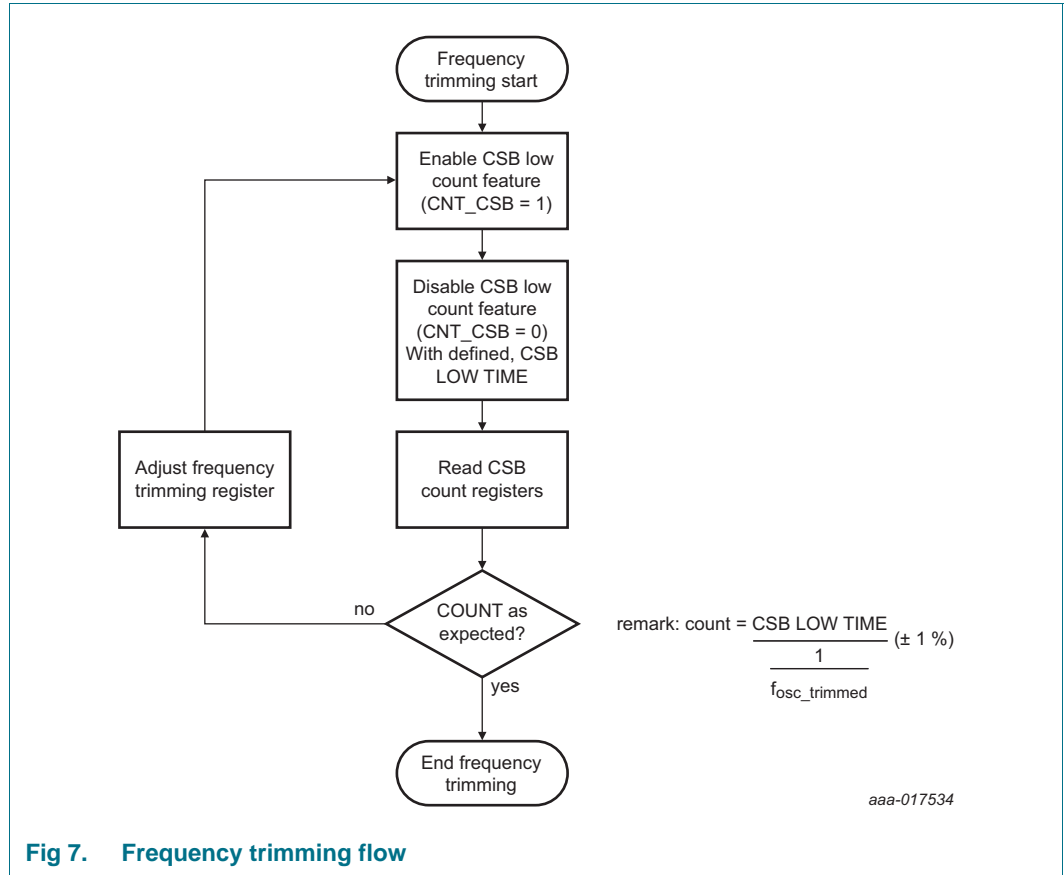 Frequency
trimming start
Enable CSB low
count feature
(CNT_CSB = 1)
Disable CSB low
count feature
(CNT_CSB = 0)
With defined, CSB
LOW TIME
Adjust frequency
trimming register
Read CSB
count registers
no
COUNT as
expected?
remark: count = CSB LOW TIME (± 1 %)
1
fosc_trimmed
yes
End frequency
trimming
aaa-017534
Fig 7. Frequency trimming flow